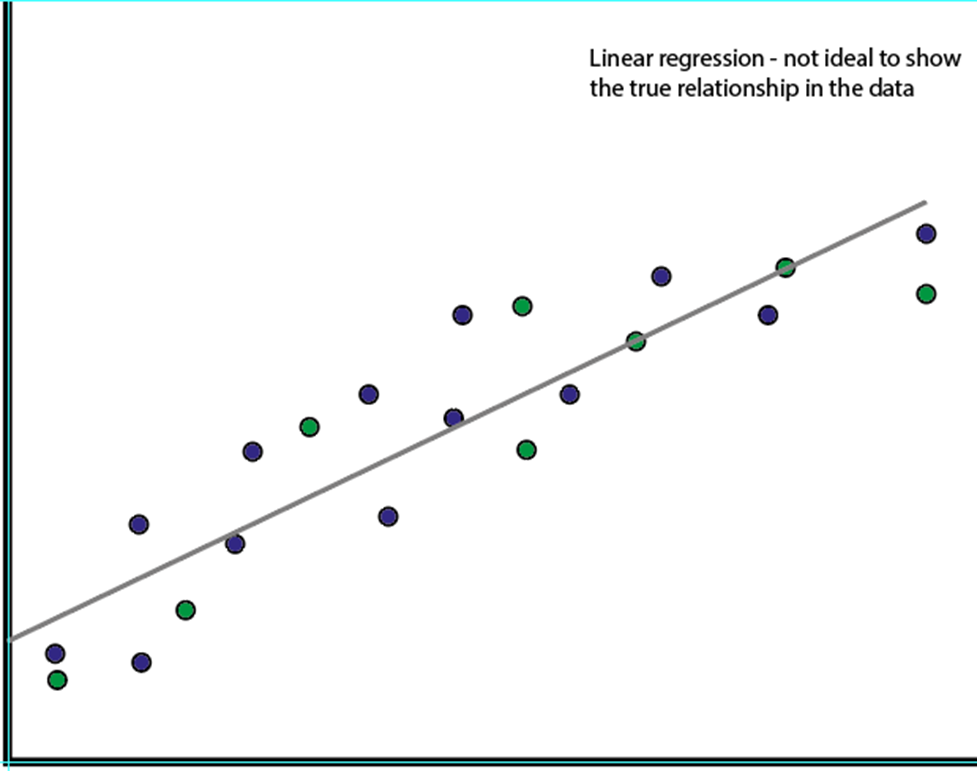 Linear regression - not ideal to show
the true relationship in the data